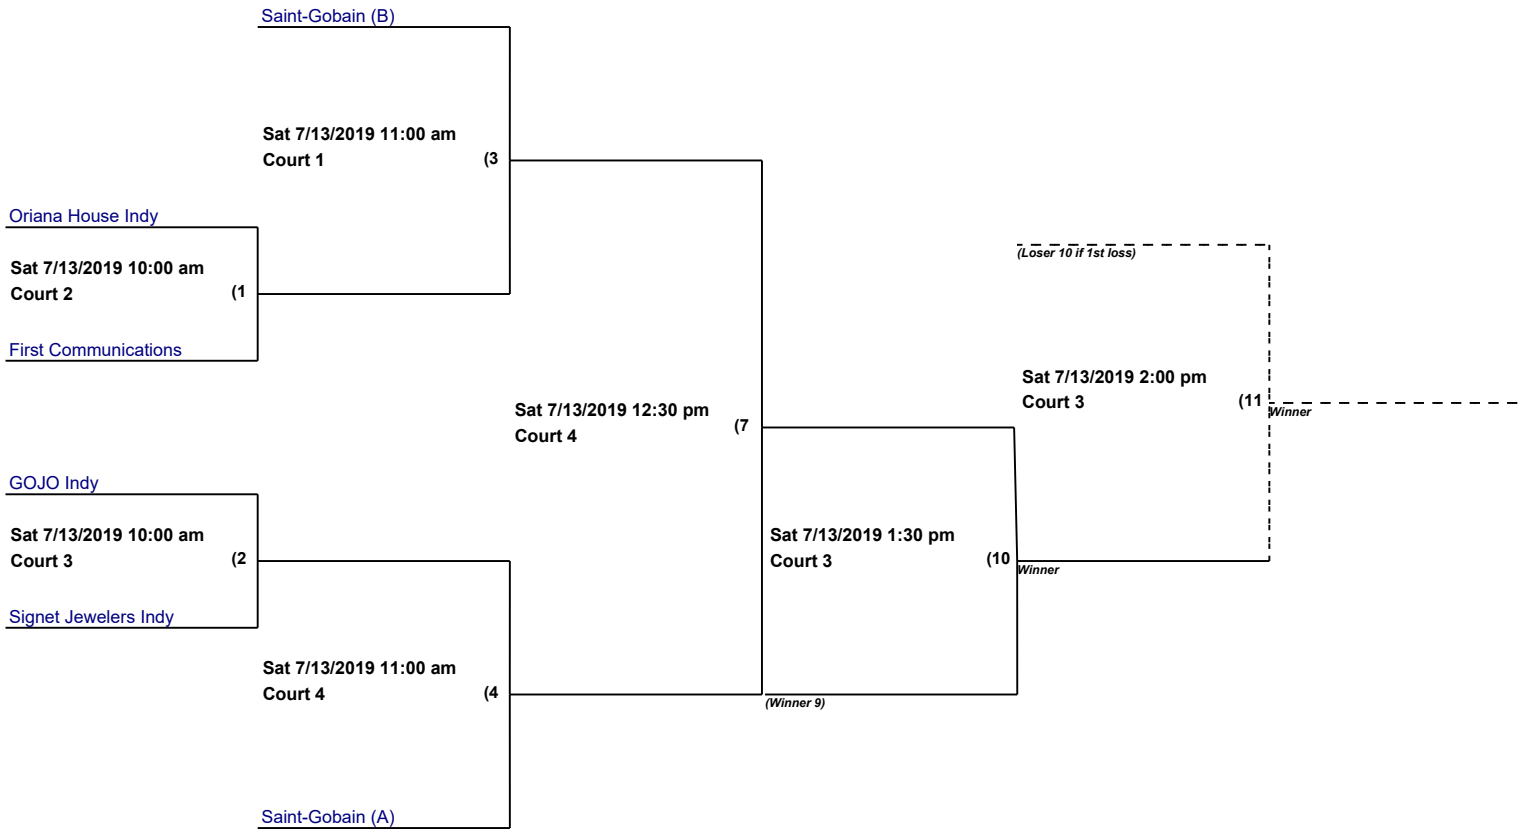 Saint-Gobain (B)
Sat 7/13/2019 11:00 am
Court 1
(3
Oriana House Indy
Sat 7/13/2019 10:00 am
Court 2
(1
First Communications
(Loser 10 if 1st loss)
Sat 7/13/2019 2:00 pm
Court 3
(11
Winner
Sat 7/13/2019 12:30 pm
Court 4
(7
GOJO Indy
Sat 7/13/2019 10:00 am
Court 3
(2
Signet Jewelers Indy
Sat 7/13/2019 1:30 pm
Court 3
(10
Winner
Sat 7/13/2019 11:00 am
Court 4
(4
(Winner 9)
Saint-Gobain (A)